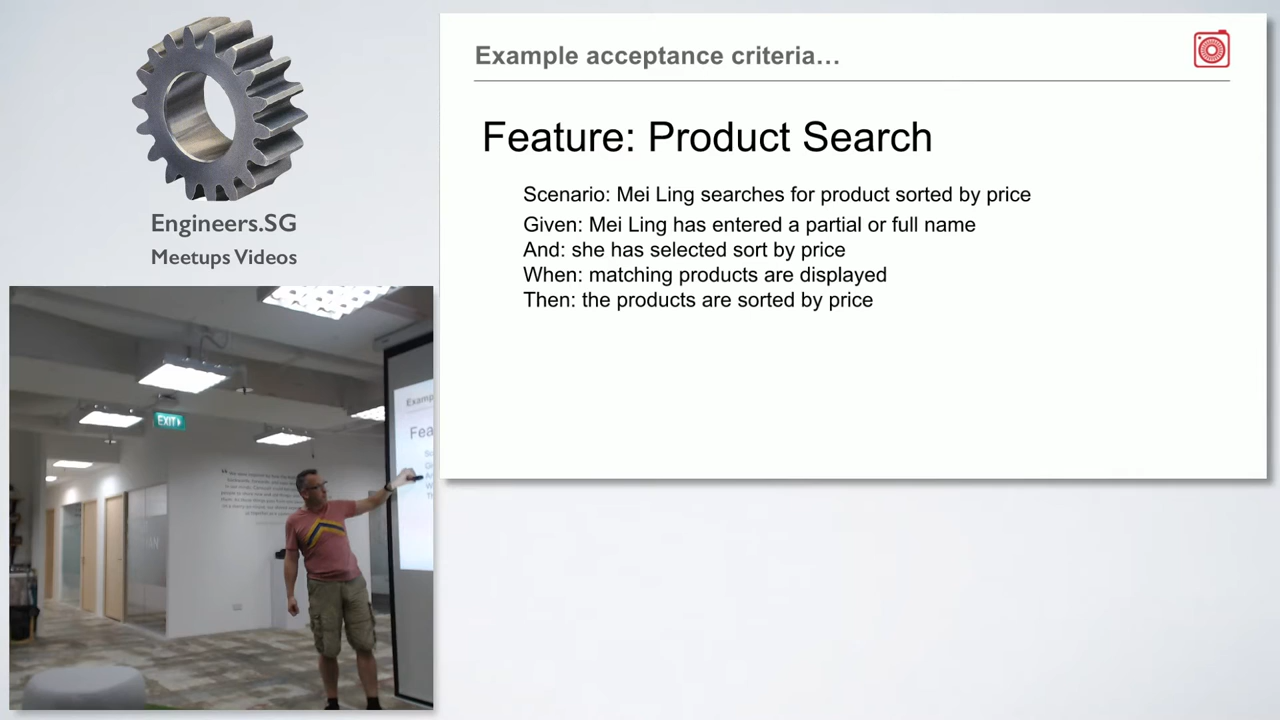 Engineers.SG
Meetups Videos
Example acceptance criteria…
Feature: Product Search
Scenario: Mei Ling searches for product sorted by price
Given: Mei Ling has entered a partial or full name
And: she has selected sort by price
When: matching products are displayed
Then: the products are sorted by price
EXIT
Examp
Fea